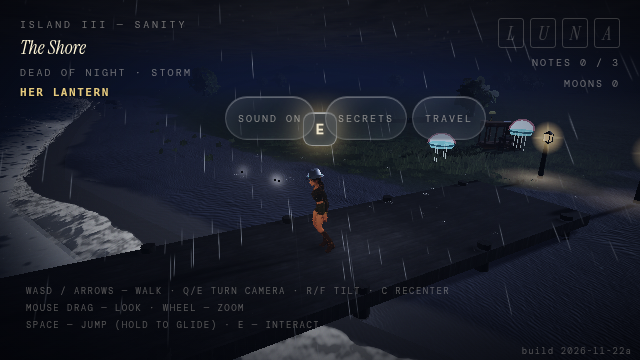 ISLAND III — SANITY
The Shore
DEAD OF NIGHT · STORM
HER LANTERN
L U N A
NOTES 0 / 3
MOONS 0
SOUND ON
SECRETS
TRAVEL
E
WASD / ARROWS — WALK · Q/E TURN CAMERA · R/F TILT · C RECENTER
MOUSE DRAG — LOOK · WHEEL — ZOOM
SPACE — JUMP (HOLD TO GLIDE) · E — INTERACT
build 2026-11-22a